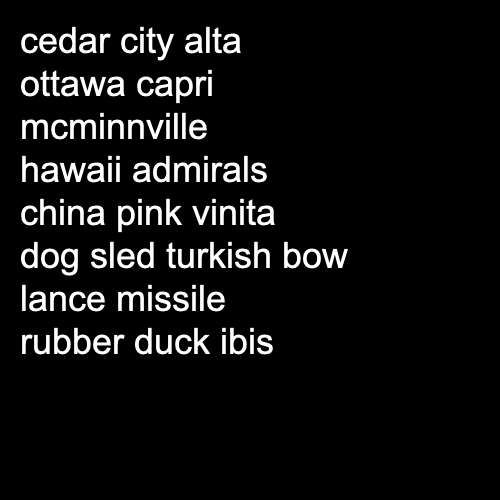 cedar city alta
ottawa capri
mcminnville
hawaii admirals
china pink vinita
dog sled turkish bow
lance missile
rubber duck ibis